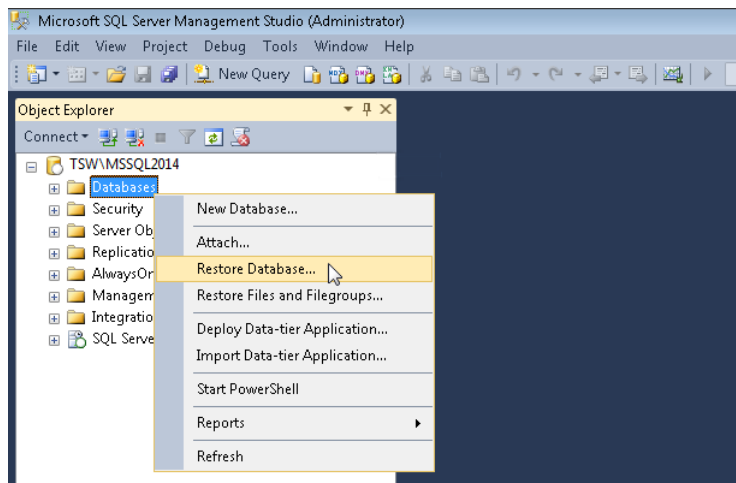 Microsoft SQL Server Management Studio (Administrator)
File Edit View Project Debug Tools Window Help
New Query
Object Explorer
Connect
TSW\MSSQL2014
Databases
Security
Server Ob
Replicatio
AlwaysOr
Managem
Integratio
SQL Serve
New Database...
Attach...
Restore Database...
Restore Files and Filegroups...
Deploy Data-tier Application...
Import Data-tier Application...
Start PowerShell
Reports
Refresh